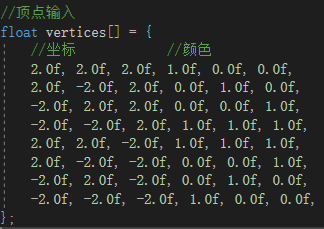 //顶点输入
float vertices[] = {
//坐标 //颜色
2.0f, 2.0f, 2.0f, 1.0f, 0.0f, 0.0f,
2.0f, -2.0f, 2.0f, 0.0f, 1.0f, 0.0f,
-2.0f, 2.0f, 2.0f, 0.0f, 0.0f, 1.0f,
-2.0f, -2.0f, 2.0f, 1.0f, 1.0f, 1.0f,
2.0f, 2.0f, -2.0f, 1.0f, 1.0f, 1.0f,
2.0f, -2.0f, -2.0f, 0.0f, 0.0f, 1.0f,
-2.0f, 2.0f, -2.0f, 0.0f, 1.0f, 0.0f,
-2.0f, -2.0f, -2.0f, 1.0f, 0.0f, 0.0f,
};